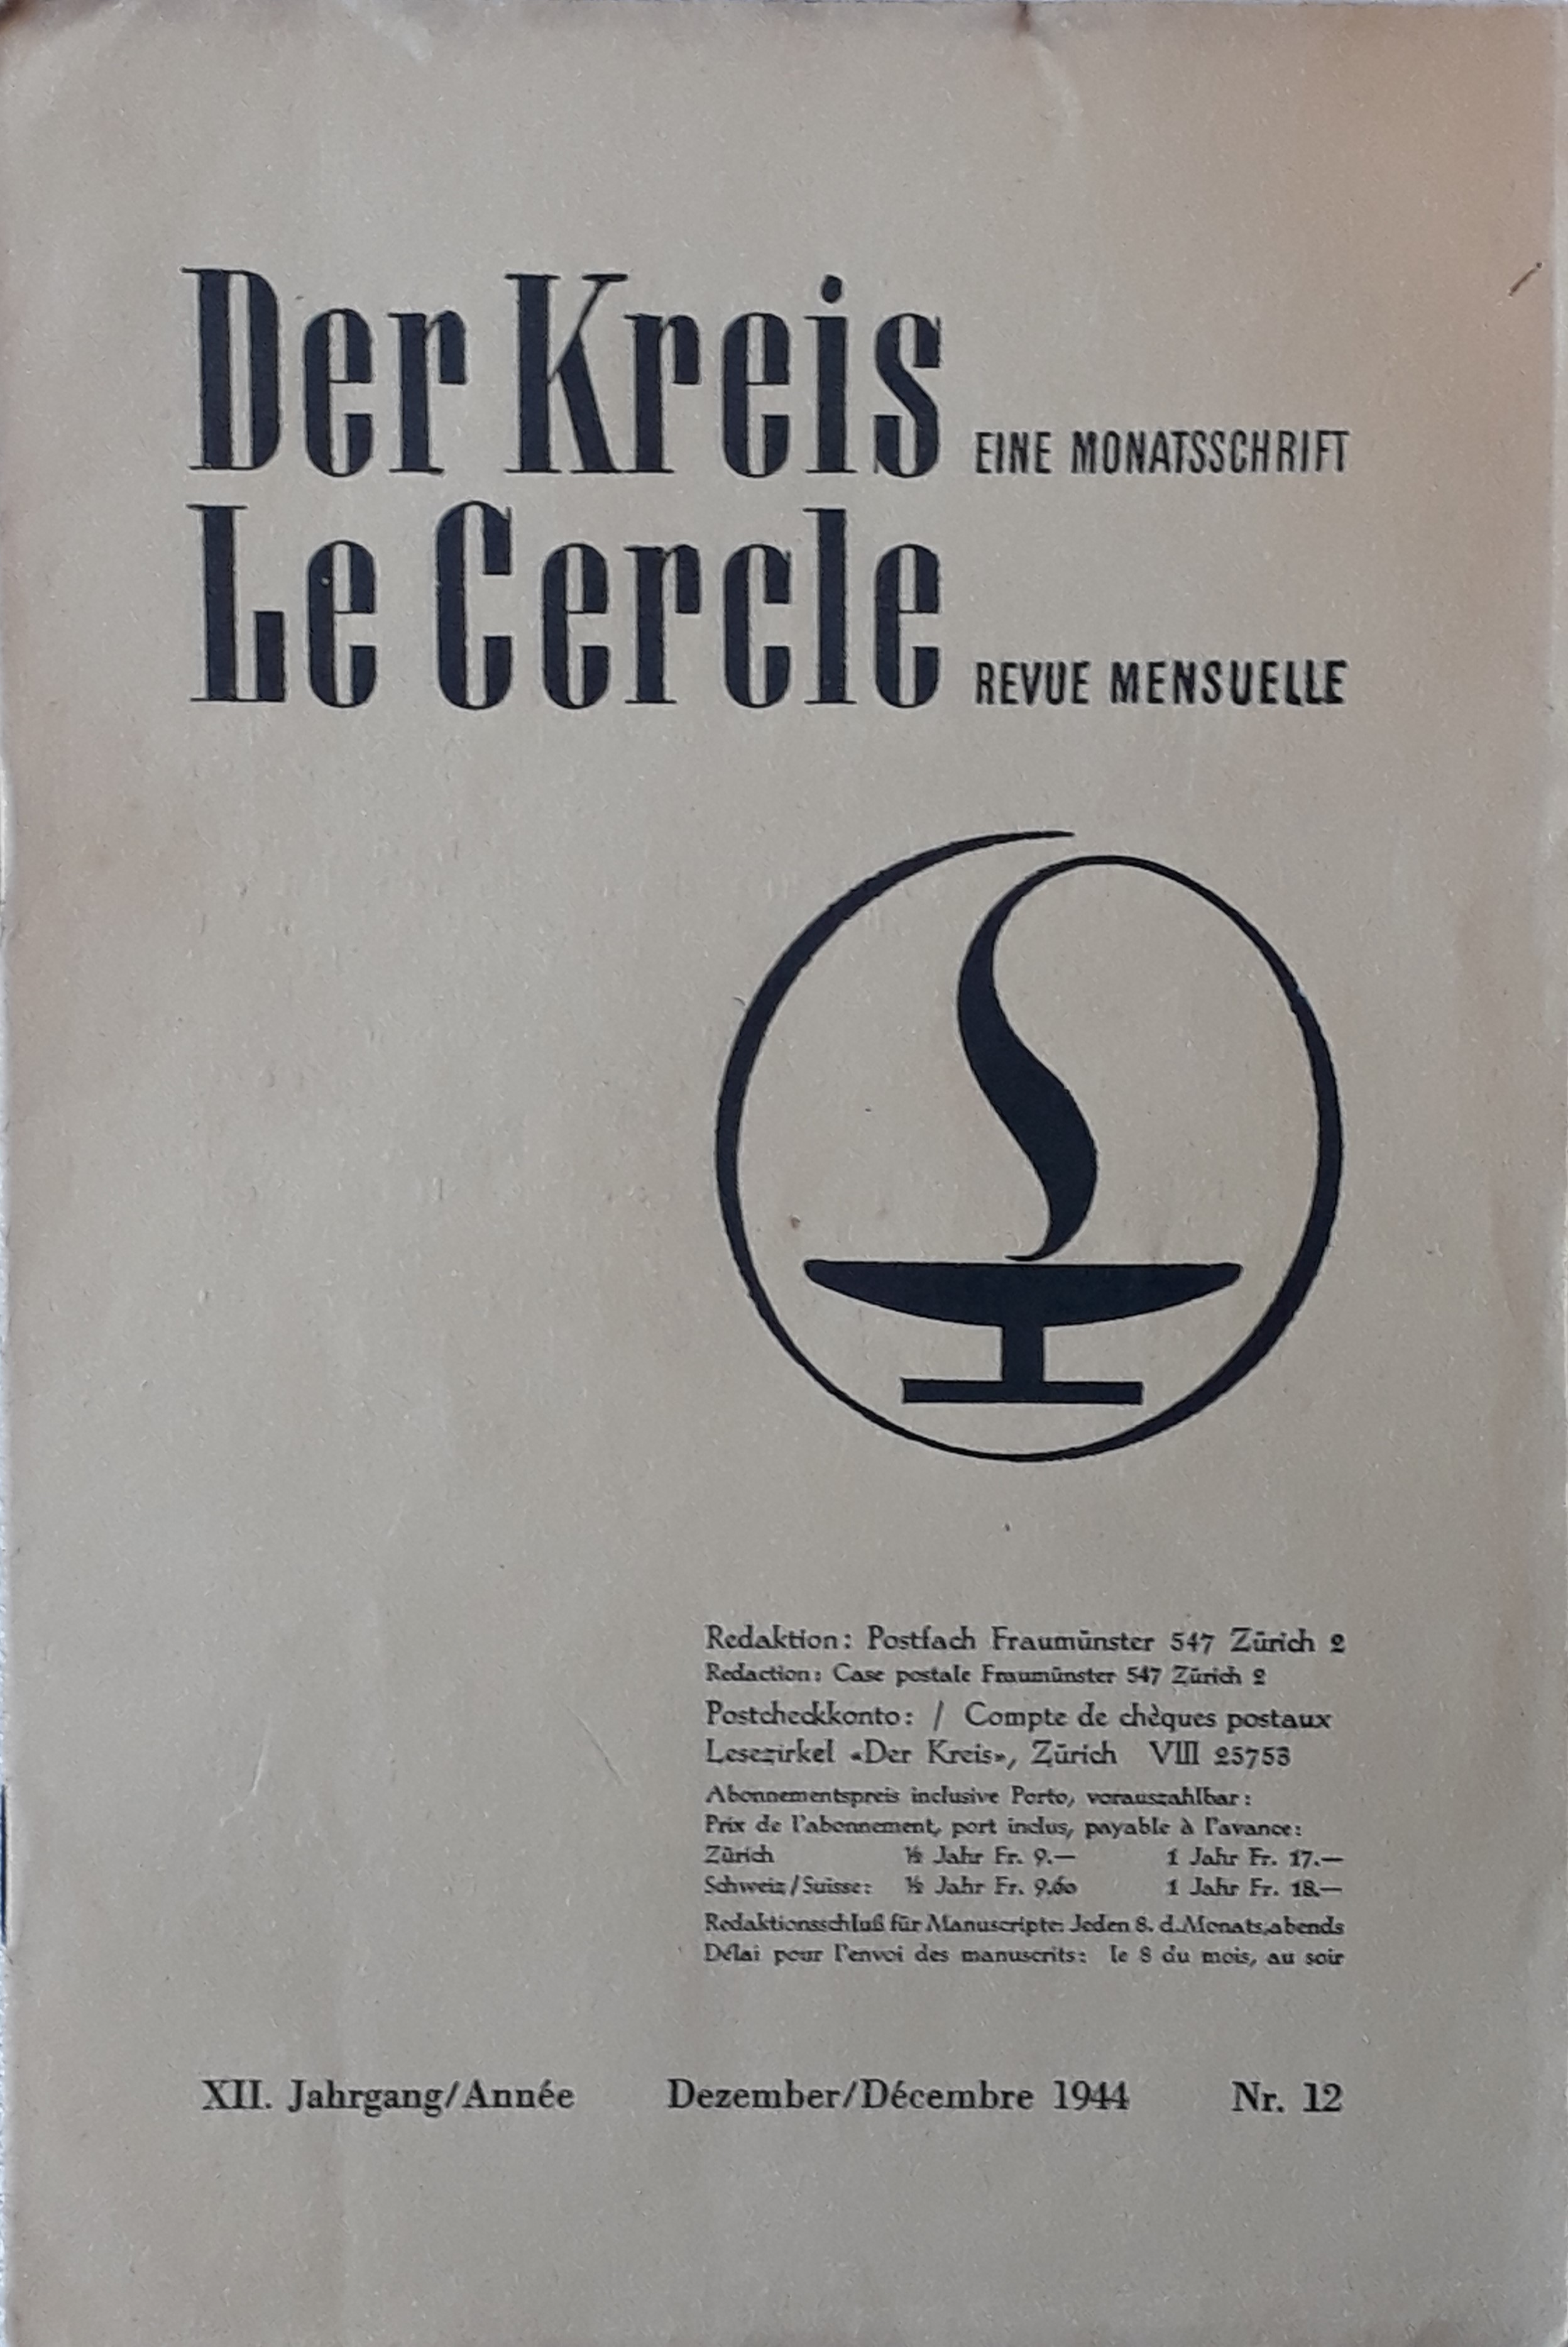 Der Kreis EINE MONATSSCHRIFT
Le Cercle REVUE MENSUELLE
Redaktion: Postfach Fraumünster 547 Zürich 2
Redaction: Case postale Fraumünster 547 Zürich 2
Postcheckkonto: / Compte de chèques postaux
Lesezirkel «Der Kreis», Zürich VIII 25753
Abonnementspreis inclusive Porto, vorauszahlbar:
Prix de l'abonnement, port inclus, payable à l'avance:
Zürich ½ Jahr Fr. 9.— 1 Jahr Fr. 17.—
Schweiz/Suisse: ½ Jahr Fr. 9.60 1 Jahr Fr. 18.—
Redaktionsschluß für Manuscripte: Jeden 8. d. Monats, abends
Délai pour l'envoi des manuscrits: le 8 du mois, au soir
XII. Jahrgang/Année Dezember/Décembre 1944 Nr. 12